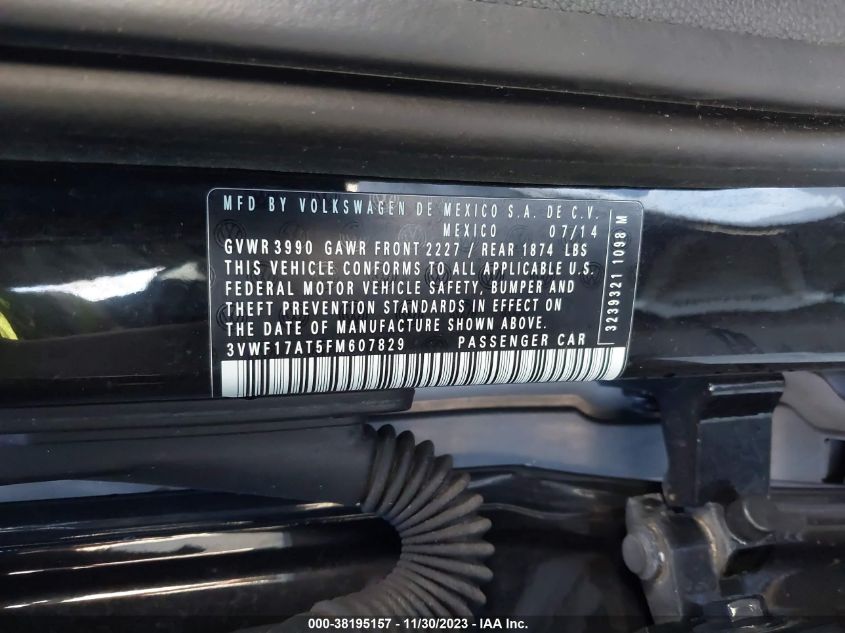 MFD BY VOLKSWAGEN DE MEXICO S.A. DE C.V.
MEXICO 07/14
GVWR 3990 GAWR FRONT 2227 / REAR 1874 LBS
THIS VEHICLE CONFORMS TO ALL APPLICABLE U.S.
FEDERAL MOTOR VEHICLE SAFETY, BUMPER AND
THEFT PREVENTION STANDARDS IN EFFECT ON
THE DATE OF MANUFACTURE SHOWN ABOVE.
3VWF17AT5FM607829 PASSENGER CAR
3239321 1098 M
000-38195157 - 11/30/2023 - IAA Inc.